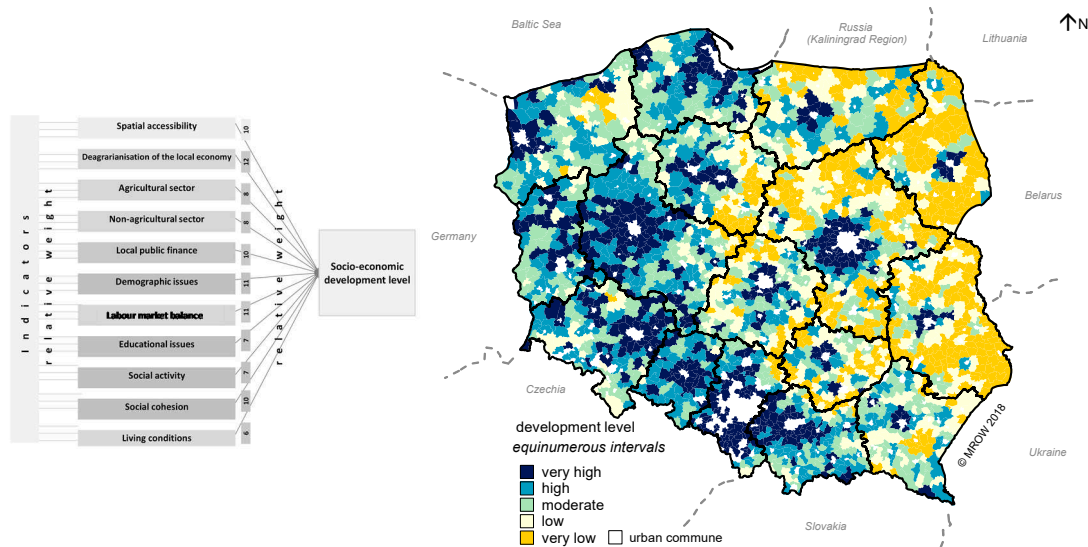 Indicators
relative weight
Spatial accessibility
10
Deagrarianisation of the local economy
12
Agricultural sector
8
Non-agricultural sector
8
Local public finance
10
Demographic issues
11
Labour market balance
11
Educational issues
7
Social activity
7
Social cohesion
10
Living conditions
6
relative weight
Socio-economic
development level
Baltic Sea
Russia
(Kaliningrad Region)
Lithuania
N
Belarus
Germany
Czechia
Slovakia
Ukraine
© MROW 2018
development level
equinumerous intervals
very high
high
moderate
low
very low
urban commune